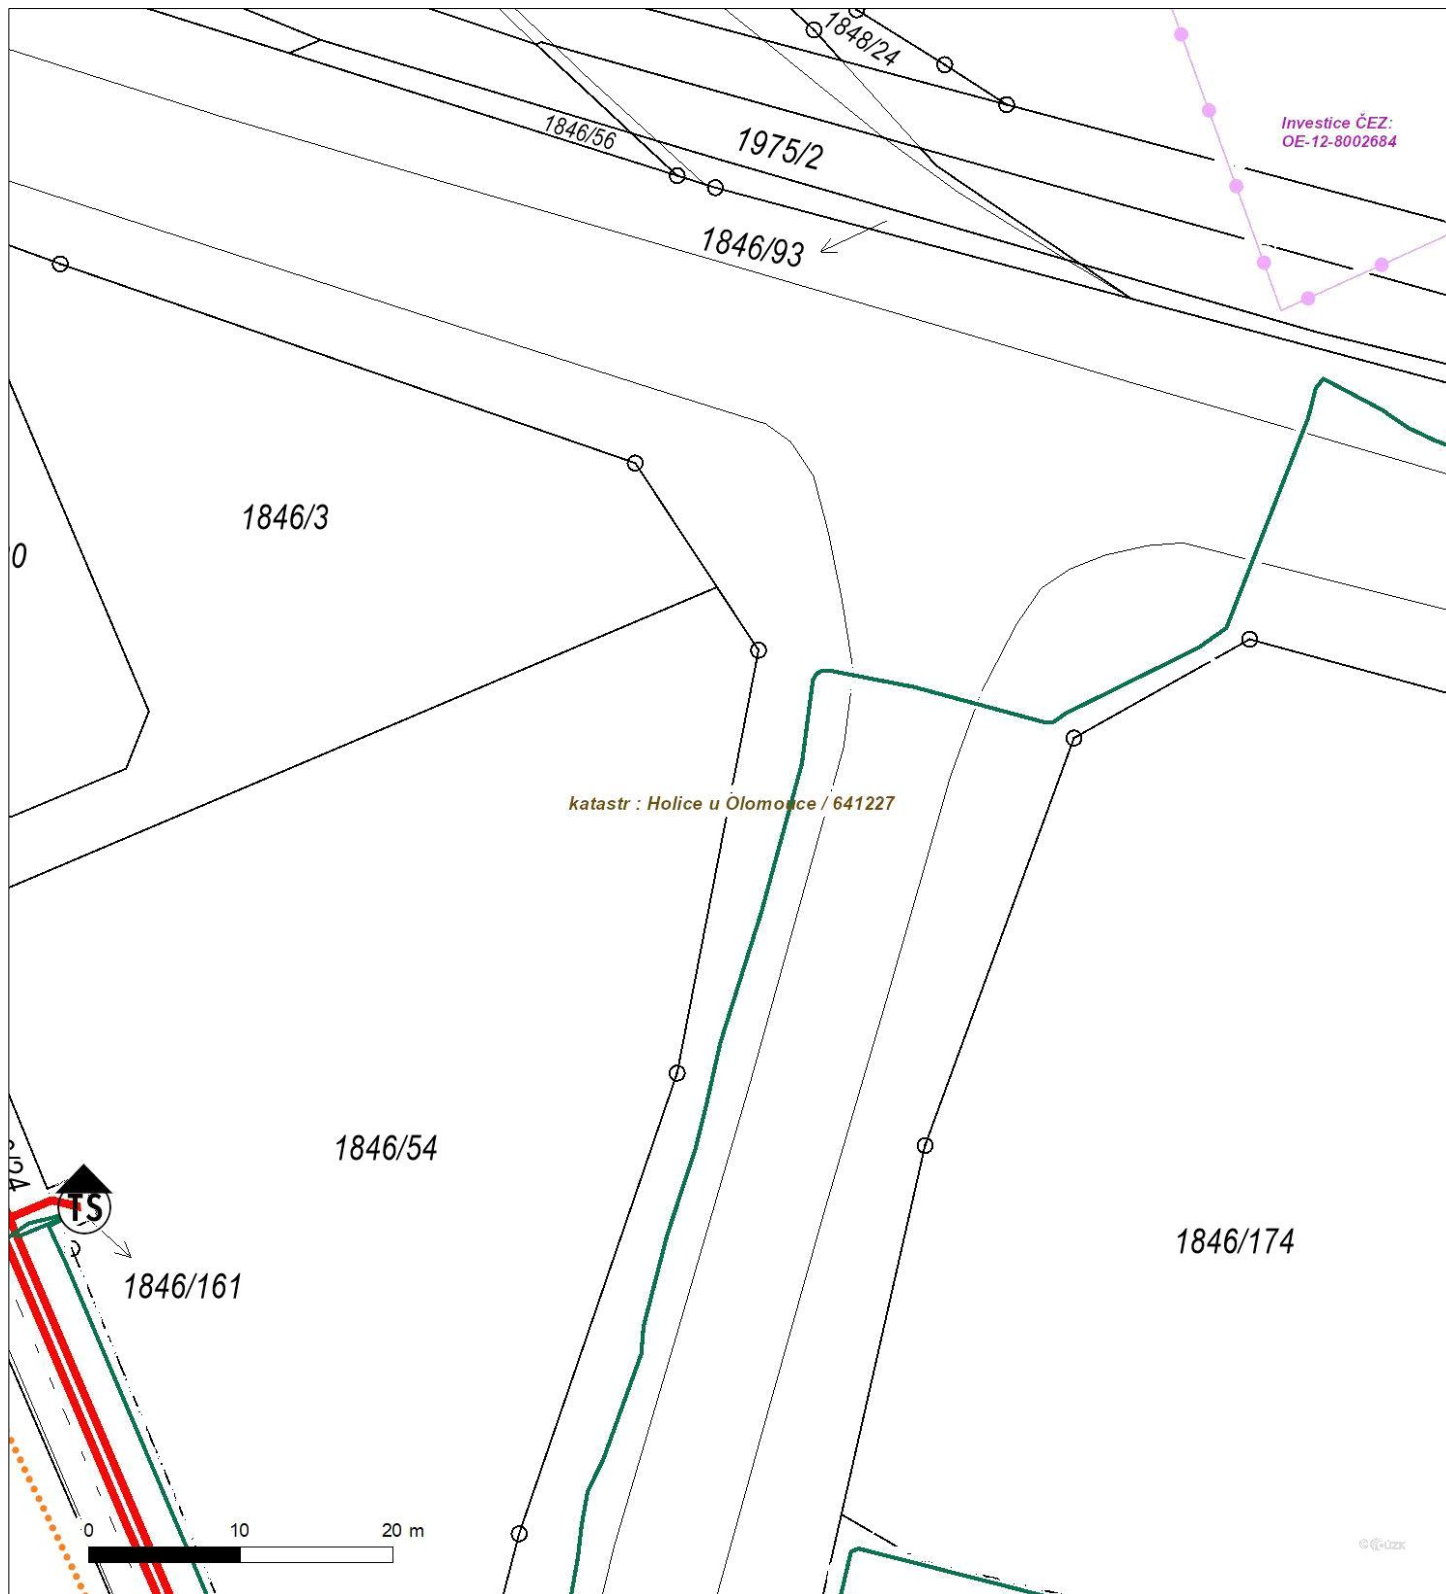 1848/24
Investice ČEZ:
OE-12-8002684
1846/56
1975/2
1846/93
1846/3
0
katastr : Holice u Olomouce / 641227
1846/54
TS
1846/174
1846/161
0 10 20 m